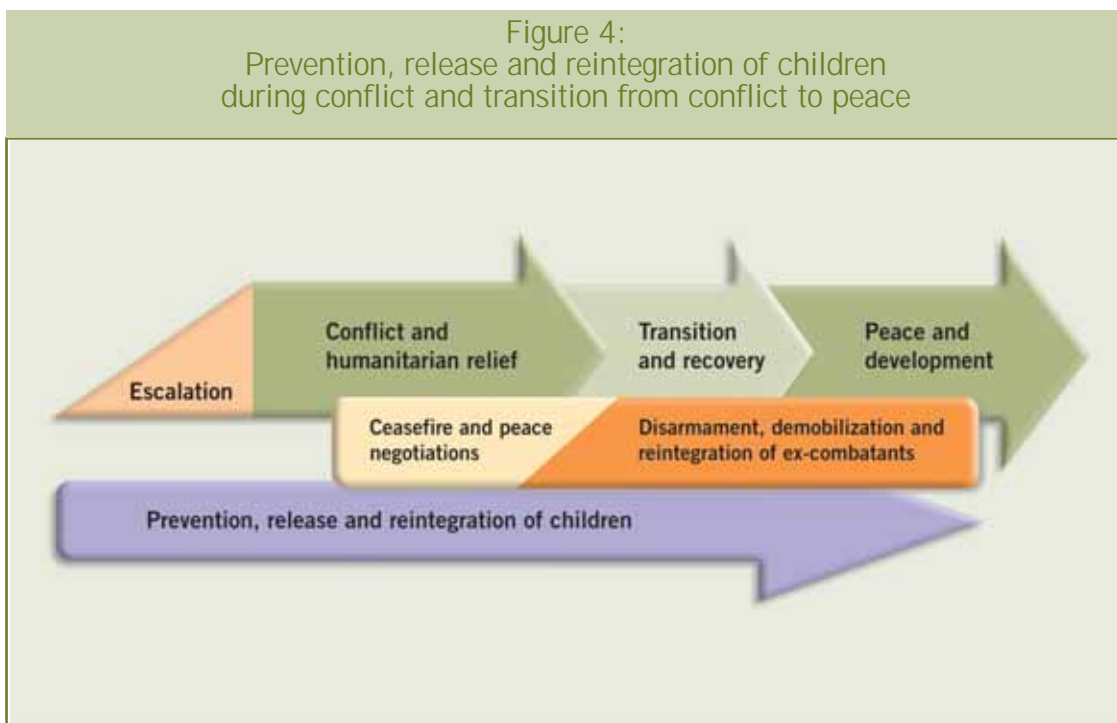 Figure 4:
Prevention, release and reintegration of children
during conflict and transition from conflict to peace
Escalation
Conflict and
humanitarian relief
Transition
and recovery
Peace and
development
Ceasefire and peace
negotiations
Disarmament, demobilization and
reintegration of ex-combatants
Prevention, release and reintegration of children